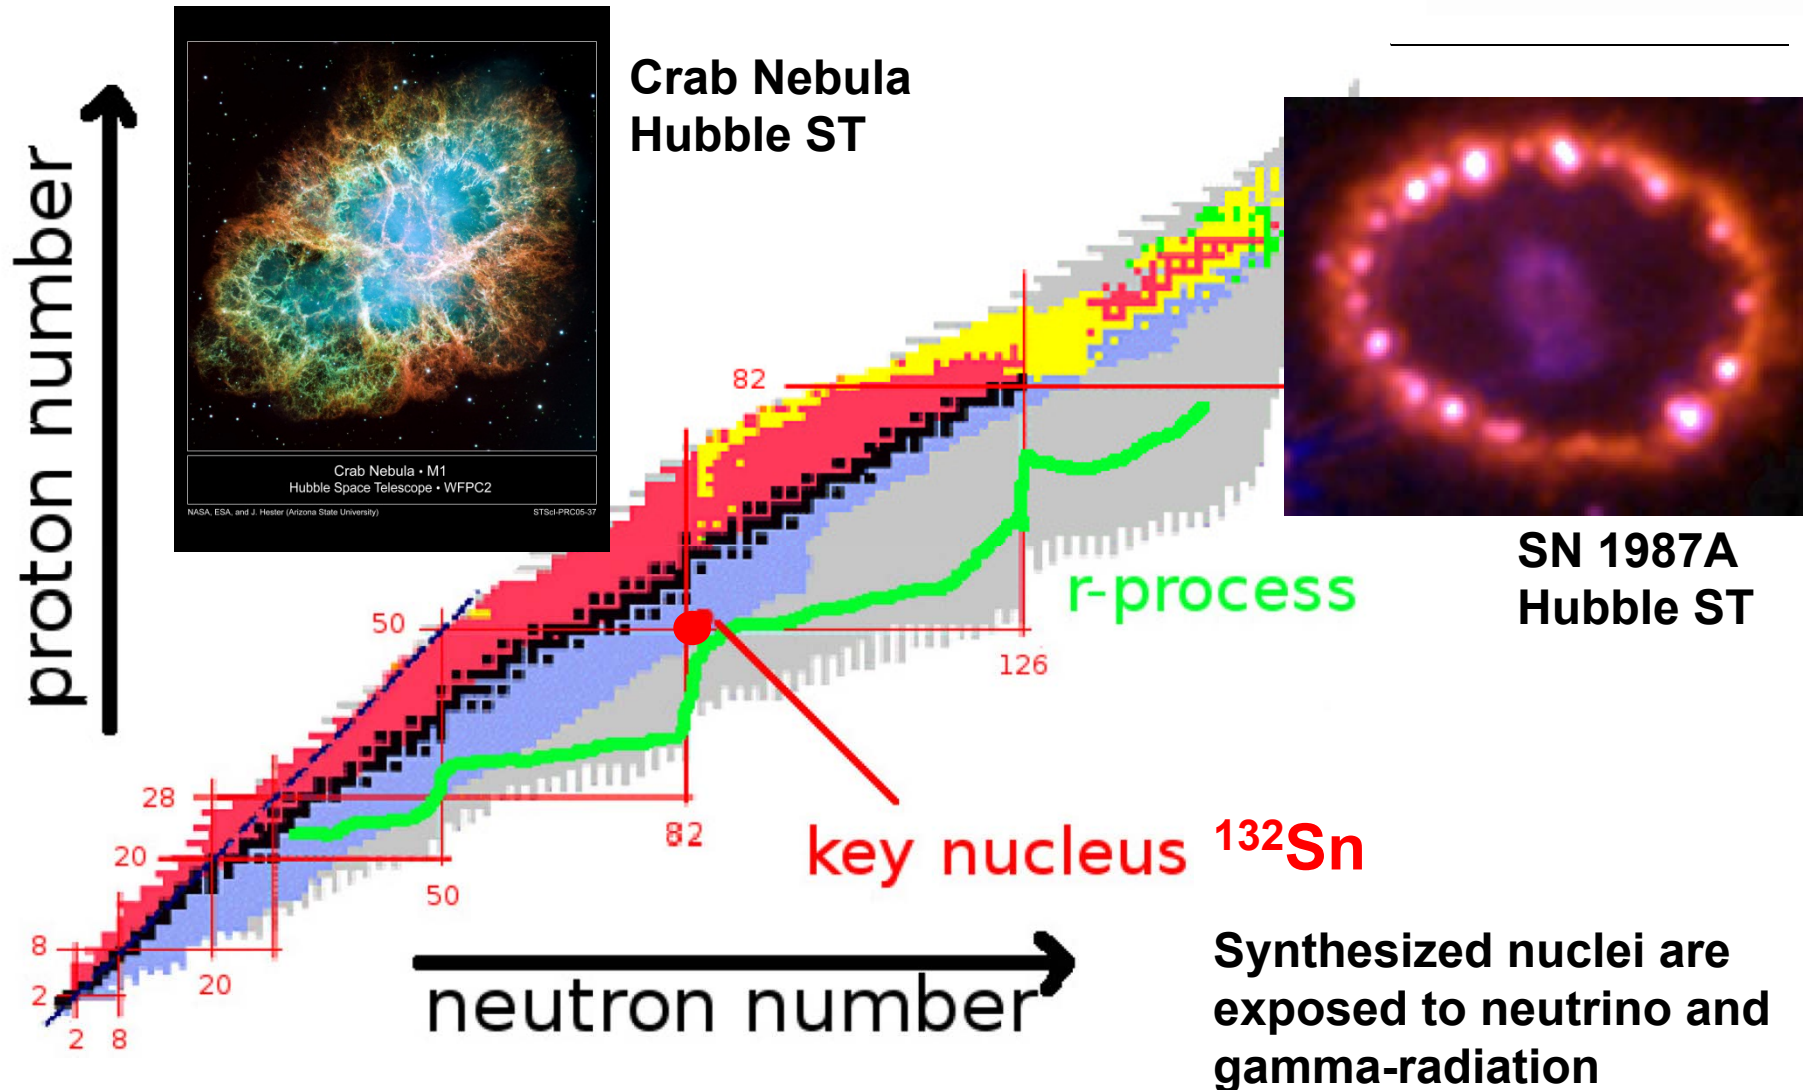 Crab Nebula
Hubble ST
Crab Nebula • M1
Hubble Space Telescope • WFPC2
NASA, ESA, and J. Hester (Arizona State University)
STScI-PRC05-37
proton number
SN 1987A
Hubble ST
r-process
82
50
28
20
8
2
126
82
50
20
2 8
key nucleus ¹³²Sn
neutron number
Synthesized nuclei are
exposed to neutrino and
gamma-radiation